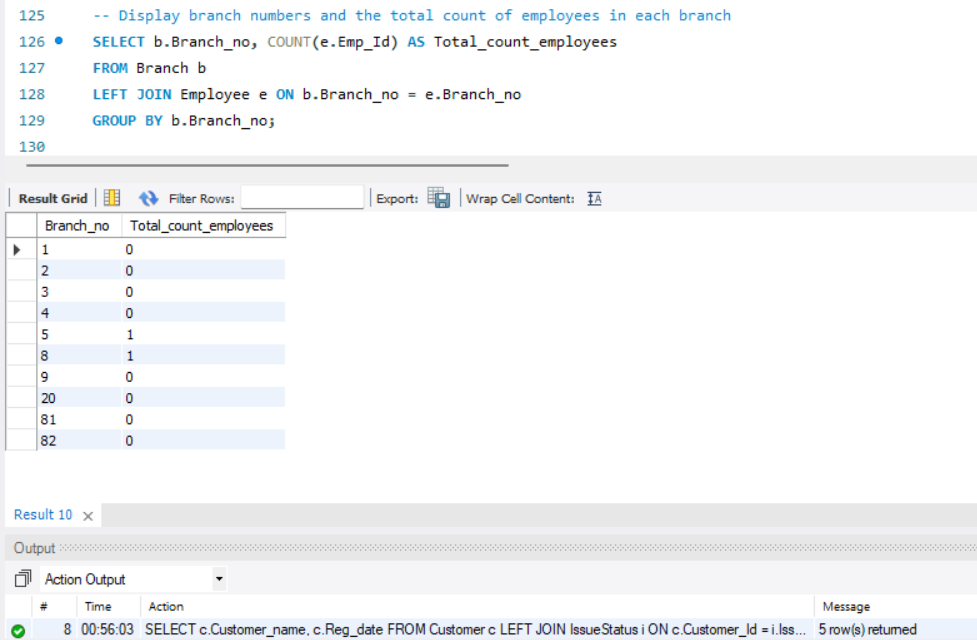 125 -- Display branch numbers and the total count of employees in each branch
126 SELECT b.Branch_no, COUNT(e.Emp_Id) AS Total_count_employees
127 FROM Branch b
128 LEFT JOIN Employee e ON b.Branch_no = e.Branch_no
129 GROUP BY b.Branch_no;
130
Result Grid Filter Rows: Export: Wrap Cell Content: IA
Branch_no Total_count_employees
1 0
2 0
3 0
4 0
5 1
8 1
9 0
20 0
81 0
82 0
Result 10 ×
Output
Action Output
# Time Action Message
8 00:56:03 SELECT c.Customer_name, c.Reg_date FROM Customer c LEFT JOIN IssueStatus i ON c.Customer_Id = i.Iss... 5 row(s) returned